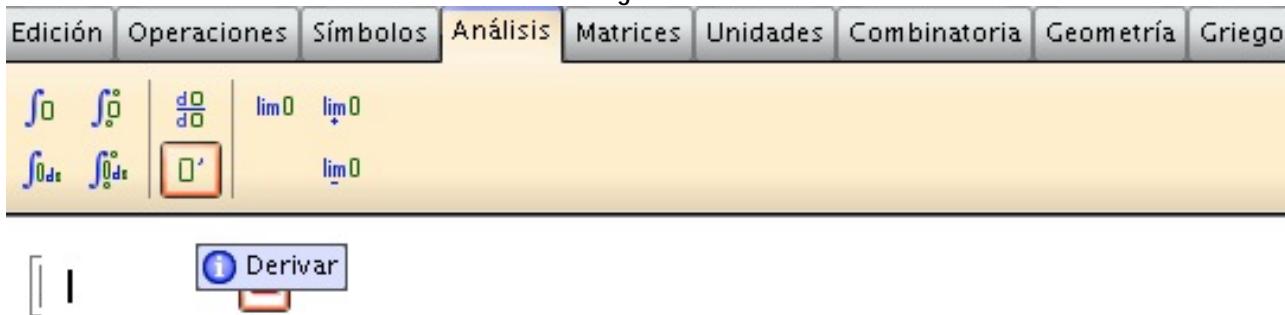 Edición Operaciones Símbolos Análisis Matrices Unidades Combinatoria Geometría Griego
lim lim
lim
Derivar